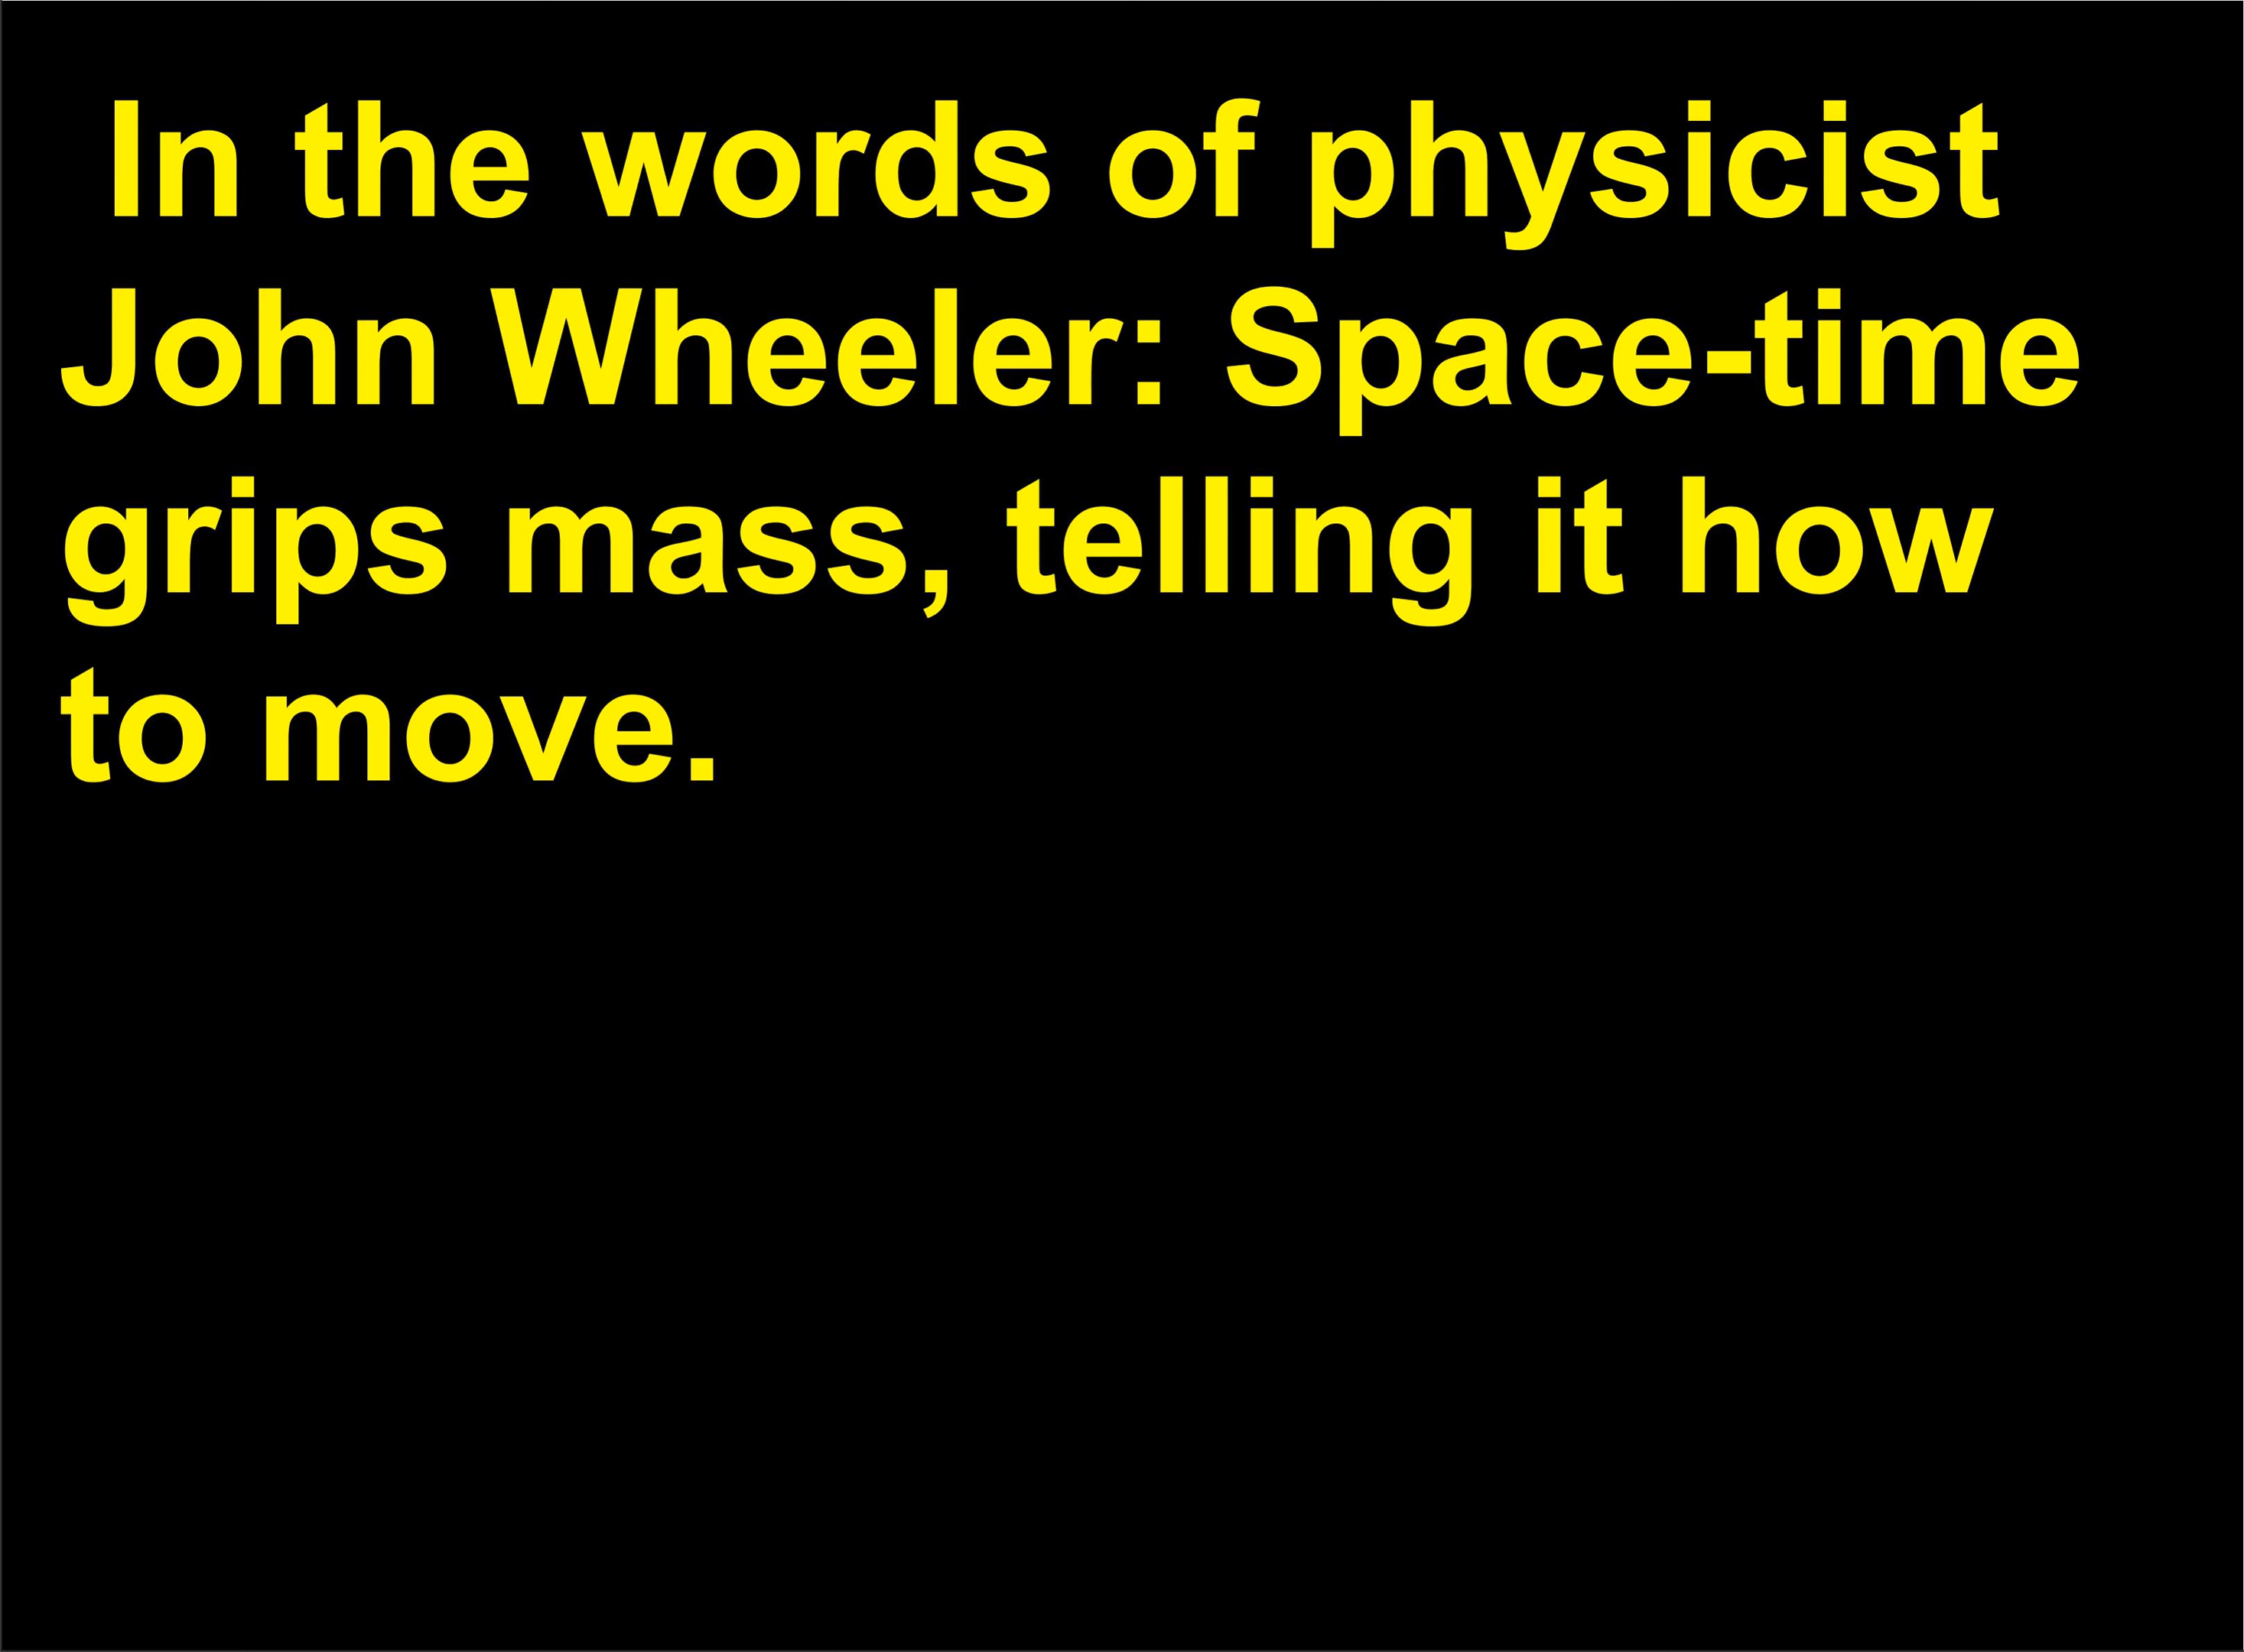 In the words of physicist
John Wheeler: Space-time
grips mass, telling it how
to move.